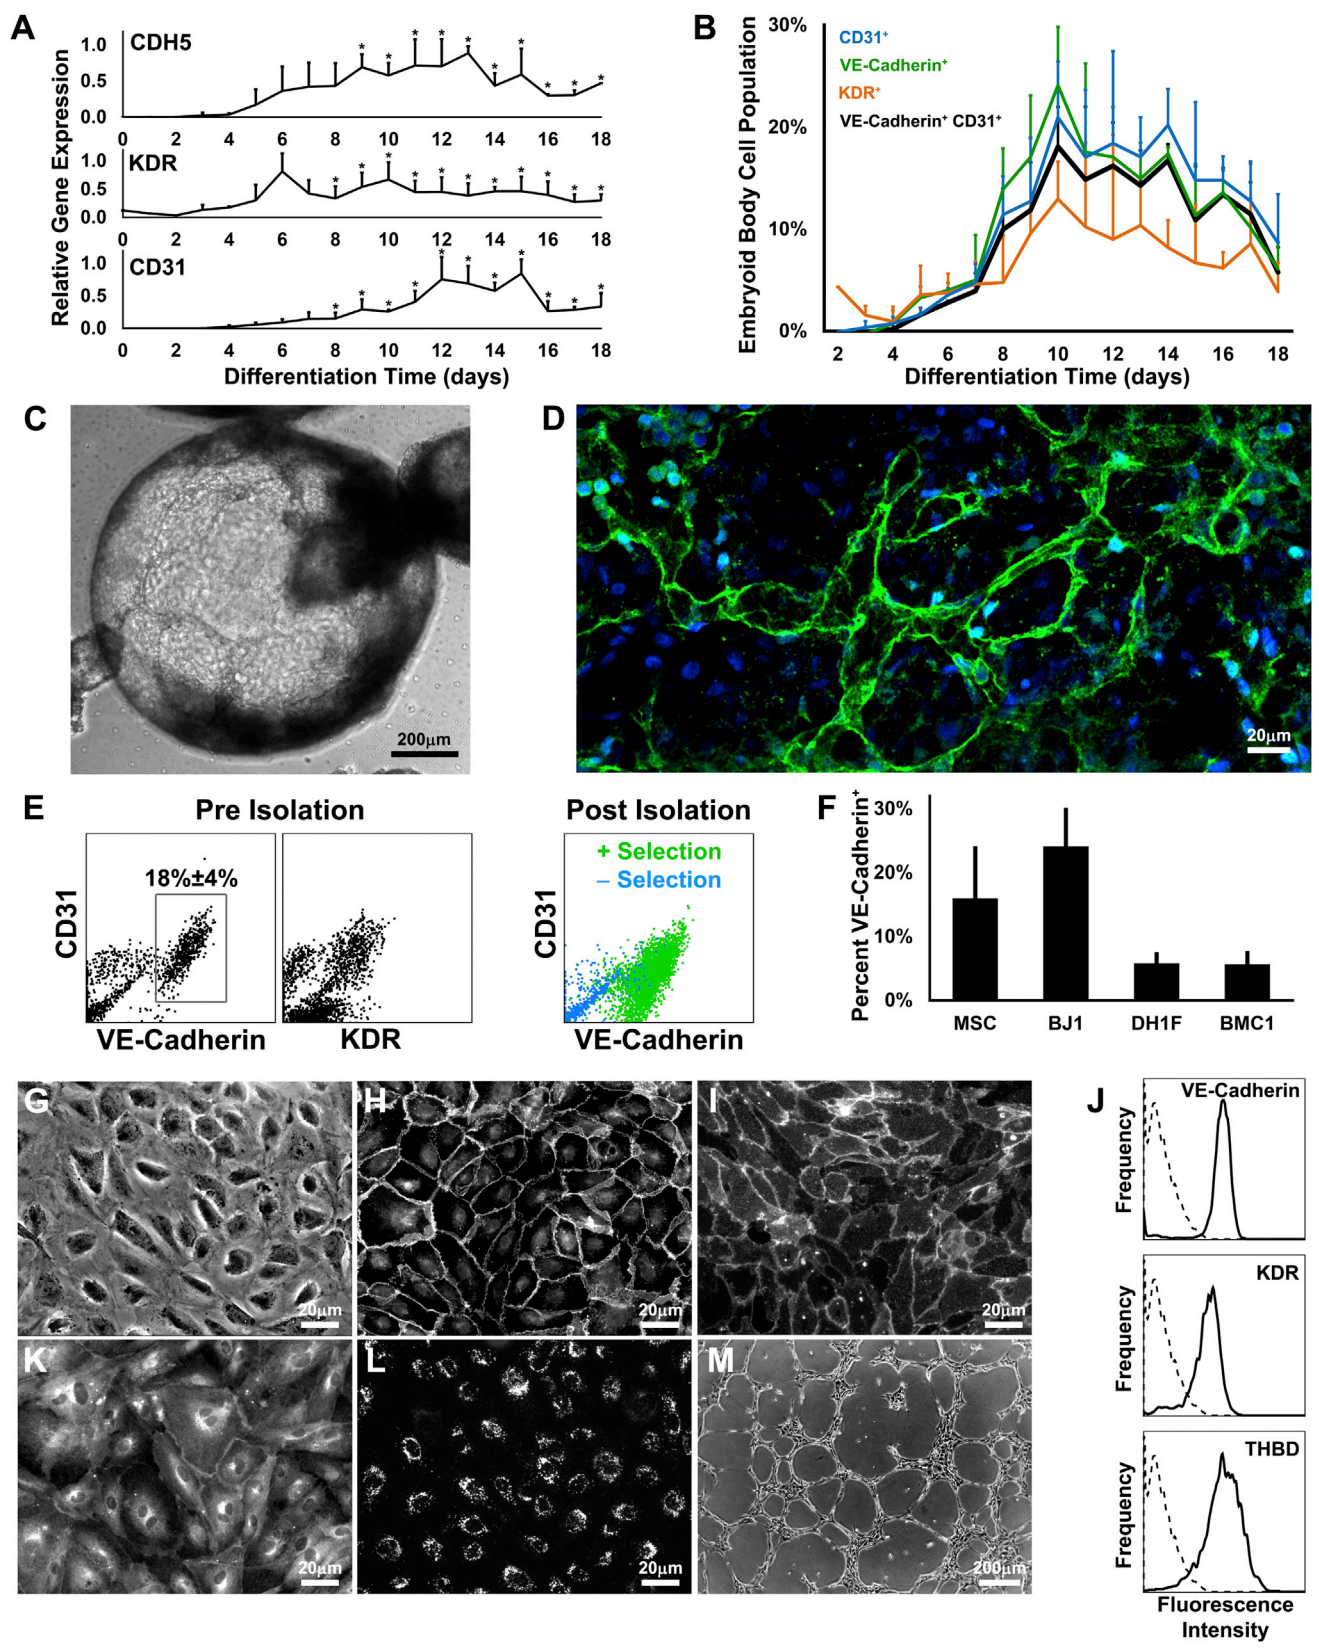 A
Relative Gene Expression
CDH5
1.0
0.5
0.0
* * * * * * * * * *
0 2 4 6 8 10 12 14 16 18
KDR
1.0
0.5
0.0
* * * * * * * * * * *
0 2 4 6 8 10 12 14 16 18
CD31
1.0
0.5
0.0
* * * * * * * * * * *
0 2 4 6 8 10 12 14 16 18
Differentiation Time (days)
B
Embryoid Body Cell Population
30%
20%
10%
0%
CD31+
VE-Cadherin+
KDR+
VE-Cadherin+ CD31+
2 4 6 8 10 12 14 16 18
Differentiation Time (days)
C
200μm
D
20μm
E
Pre Isolation
18%±4%
CD31
VE-Cadherin
KDR
Post Isolation
+ Selection
– Selection
CD31
VE-Cadherin
F
Percent VE-Cadherin+
30%
20%
10%
0%
MSC BJ1 DH1F BMC1
G
20μm
H
20μm
I
20μm
J
VE-Cadherin
Frequency
KDR
Frequency
THBD
Frequency
Fluorescence
Intensity
K
20μm
L
20μm
M
200μm